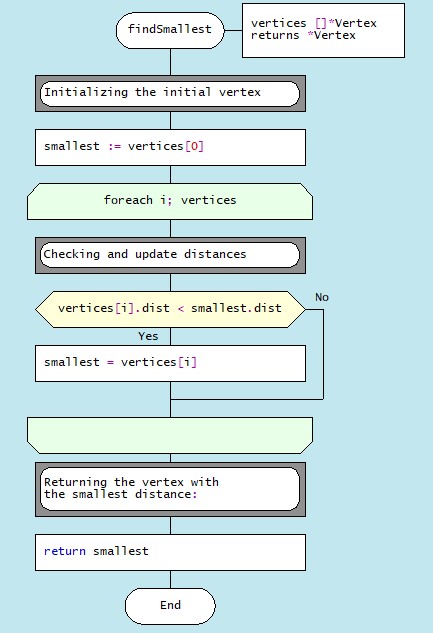 findSmallest
vertices []*Vertex
returns *Vertex
Initializing the initial vertex
smallest := vertices[0]
foreach i; vertices
Checking and update distances
vertices[i].dist < smallest.dist
No
Yes
smallest = vertices[i]
Returning the vertex with
the smallest distance:
return smallest
End